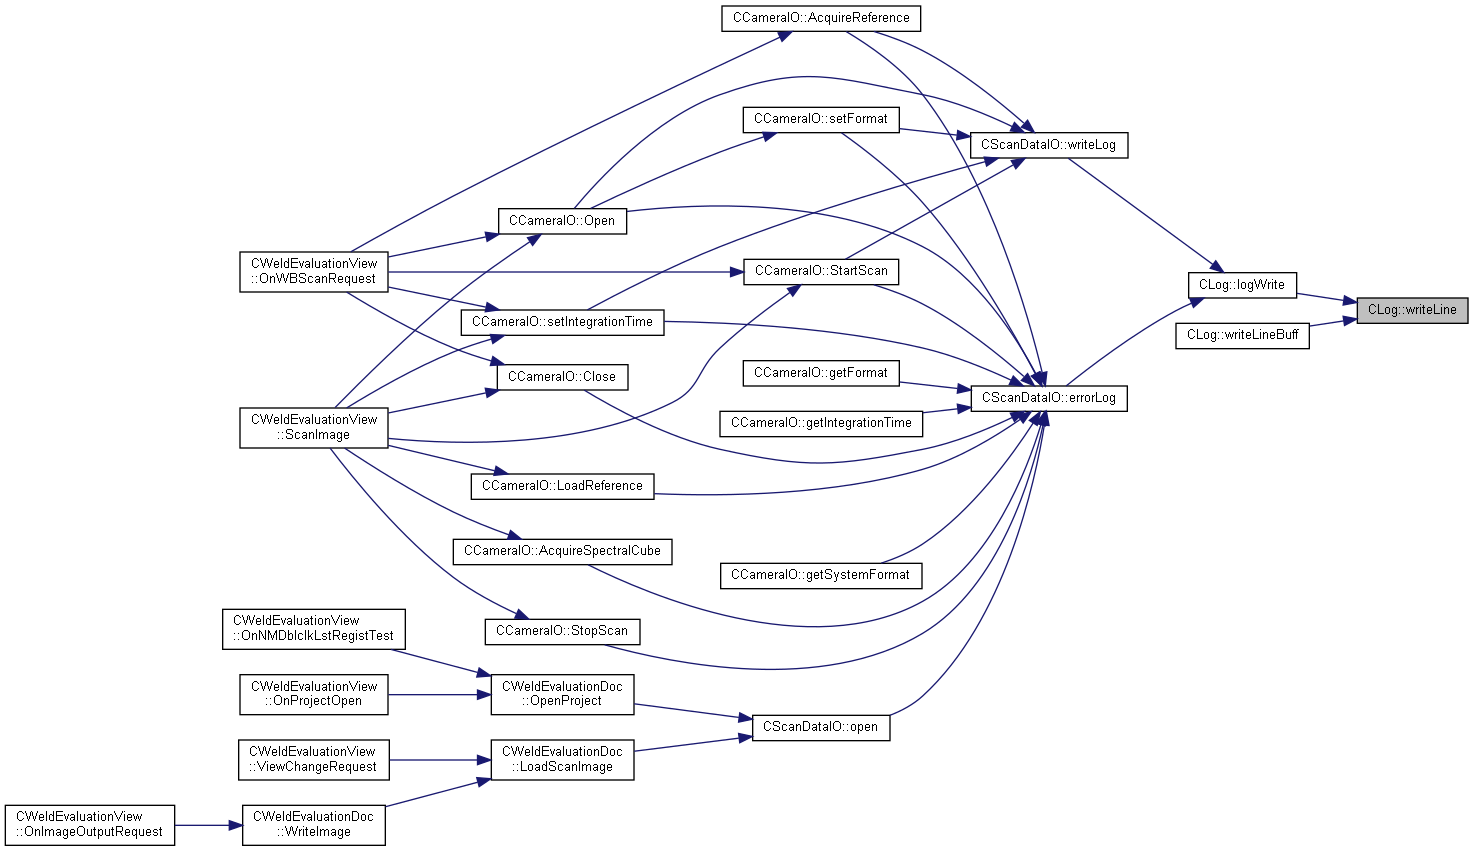 CCameraIO::AcquireReference
CCameraIO::setFormat
CScanDataIO::writeLog
CCameraIO::Open
CWeldEvaluationView
::OnWBScanRequest
CCameraIO::StartScan
CLog::logWrite
CLog::writeLine
CCameraIO::setIntegrationTime
CLog::writeLineBuff
CCameraIO::Close
CCameraIO::getFormat
CScanDataIO::errorLog
CWeldEvaluationView
::ScanImage
CCameraIO::getIntegrationTime
CCameraIO::LoadReference
CCameraIO::AcquireSpectralCube
CCameraIO::getSystemFormat
CWeldEvaluationView
::OnNMDblclkLstRegistTest
CCameraIO::StopScan
CWeldEvaluationView
::OnProjectOpen
CWeldEvaluationDoc
::OpenProject
CScanDataIO::open
CWeldEvaluationView
::ViewChangeRequest
CWeldEvaluationDoc
::LoadScanImage
CWeldEvaluationView
::OnImageOutputRequest
CWeldEvaluationDoc
::WriteImage